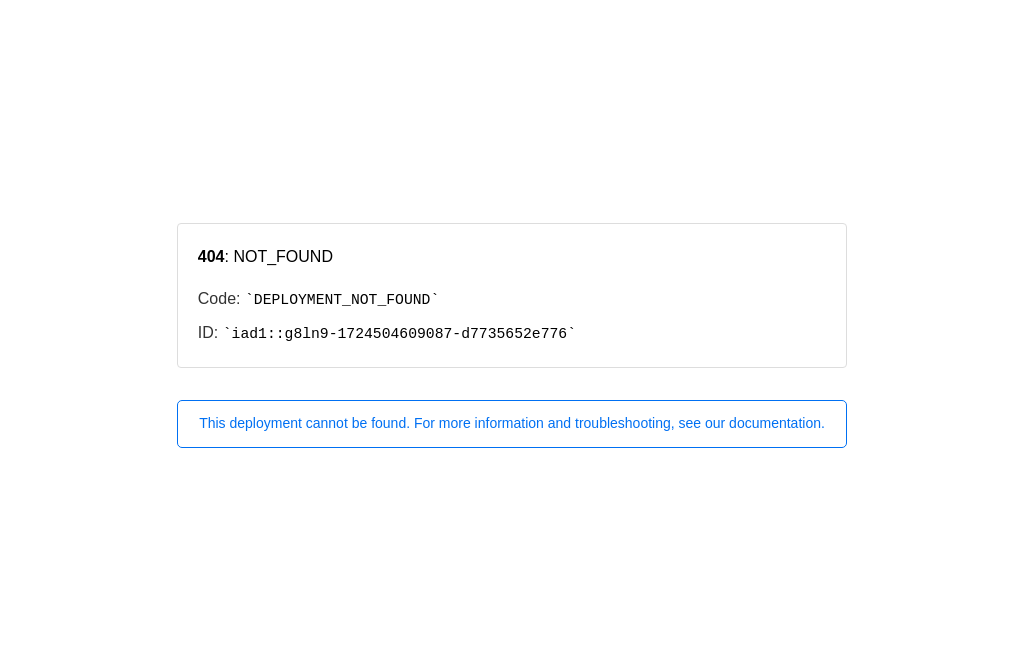 404: NOT_FOUND
Code: `DEPLOYMENT_NOT_FOUND`
ID: `iad1::g8ln9-1724504609087-d7735652e776`
This deployment cannot be found. For more information and troubleshooting, see our documentation.